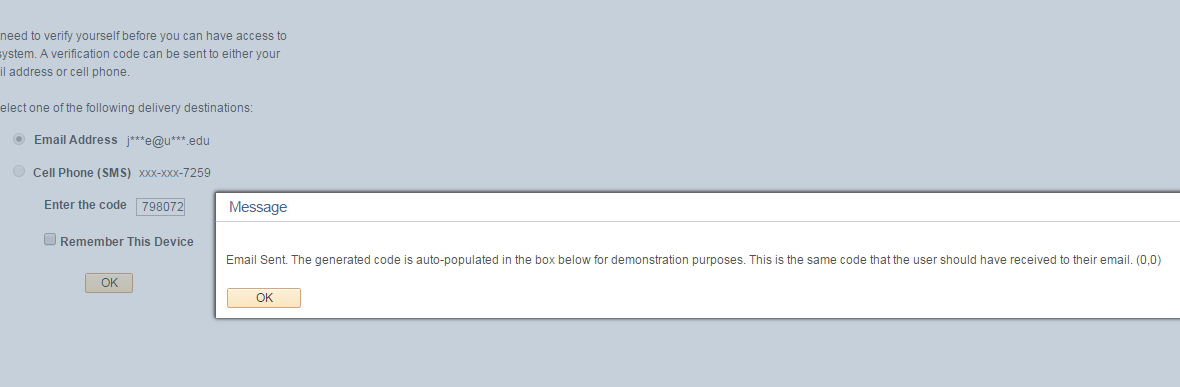 need to verify yourself before you can have access to
system. A verification code can be sent to either your
il address or cell phone.
elect one of the following delivery destinations:
Email Address j***e@u***.edu
Cell Phone (SMS) xxx-xxx-7259
Enter the code 798072
Message
Remember This Device
Email Sent. The generated code is auto-populated in the box below for demonstration purposes. This is the same code that the user should have received to their email. (0,0)
OK
OK